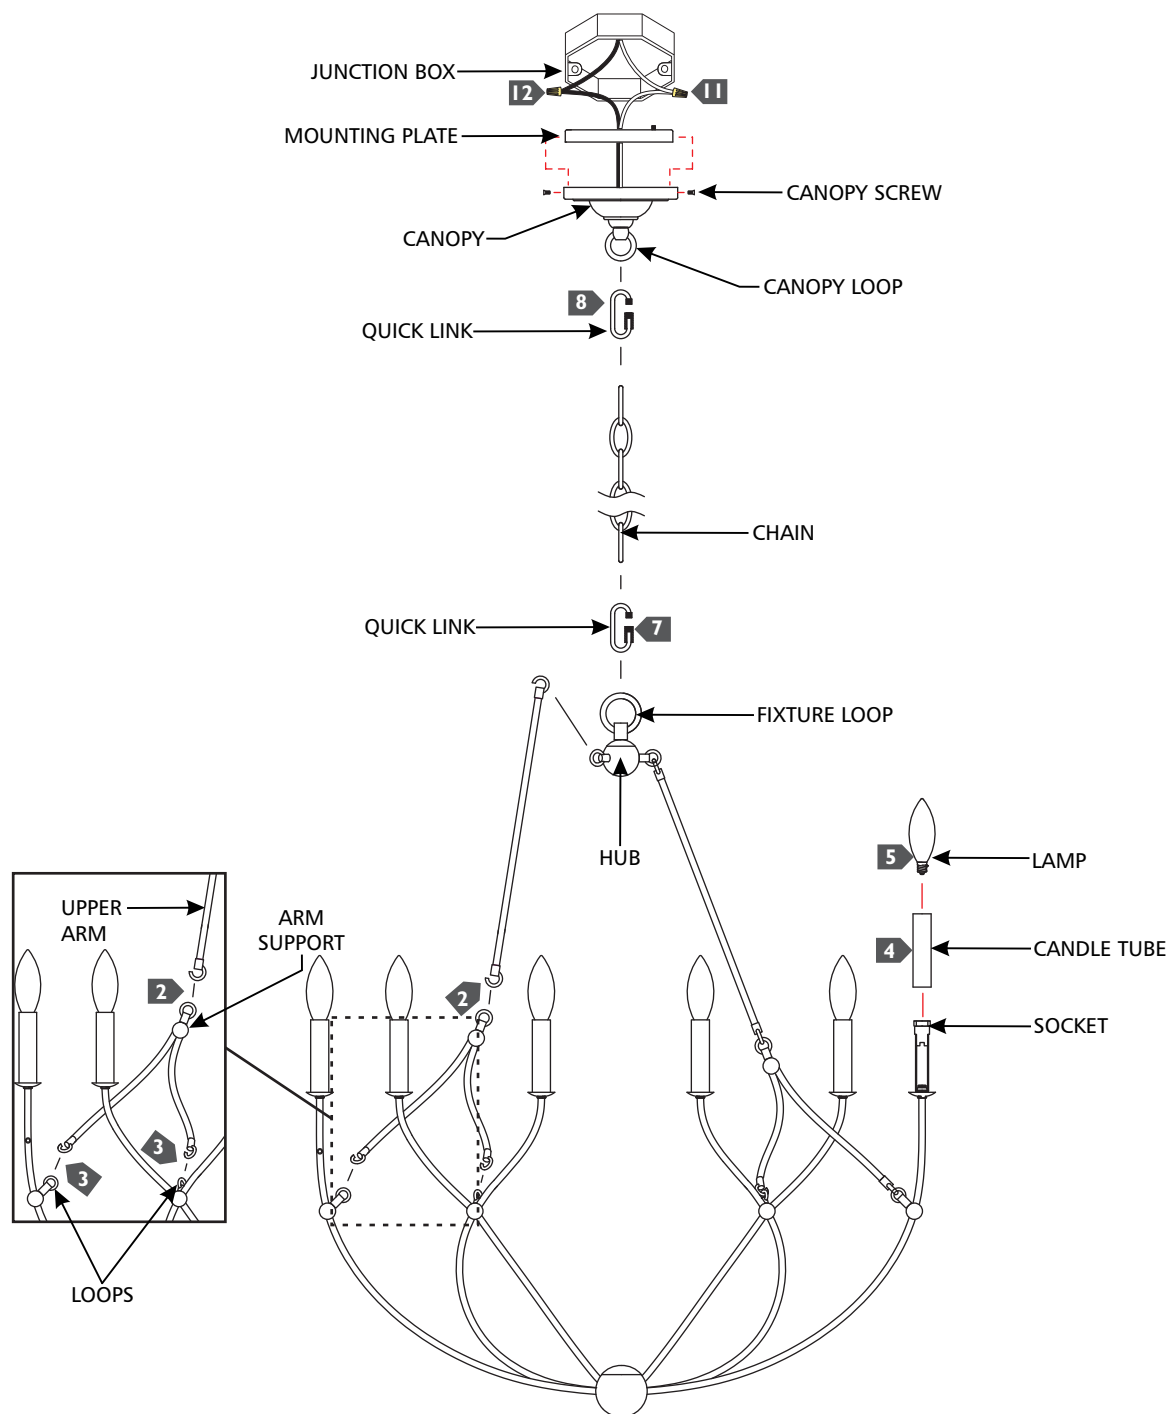 JUNCTION BOX
12
11
MOUNTING PLATE
CANOPY SCREW
CANOPY
CANOPY LOOP
8
QUICK LINK
CHAIN
QUICK LINK
7
FIXTURE LOOP
HUB
5
LAMP
UPPER
ARM
ARM
SUPPORT
4
CANDLE TUBE
2
2
SOCKET
3
3
LOOPS